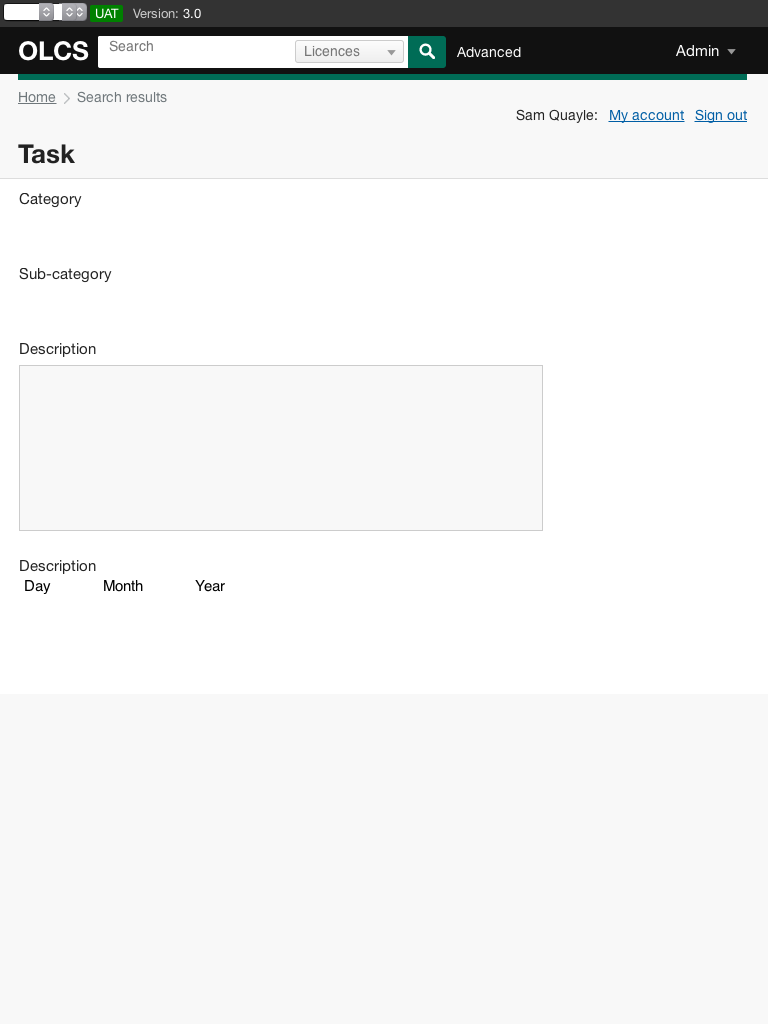 UAT Version: 3.0
OLCS Search Licences Advanced Admin
Home Search results
Sam Quayle: My account Sign out
Task
Category
Sub-category
Description
Description
Day Month Year